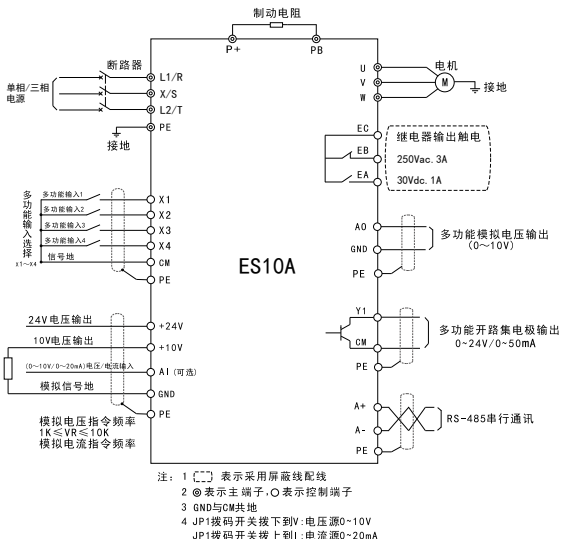 制动电阻
P+
PB
断路器
单相/三相
电源
L1/R
X/S
L2/T
PE
接地
U
V
W
电机
M
接地
EC
EB
EA
继电器输出触电
250Vac. 3A
30Vdc. 1A
多功能输入选择
X1~X4
多功能输入1
多功能输入2
多功能输入3
多功能输入4
信号地
X1
X2
X3
X4
CM
PE
ES10A
AO
GND
PE
多功能模拟电压输出
(0~10V)
Y1
CM
PE
多功能开路集电极输出
0~24V/0~50mA
24V电压输出
10V电压输出
(0~10V/0~20mA)电压/电流输入
模拟信号地
+24V
+10V
AI (可选)
GND
PE
模拟电压指令频率
1K≤VR≤10K
模拟电流指令频率
A+
A-
PE
RS-485串行通讯
注: 1 表示采用屏蔽线配线
2 ◎表示主端子,○表示控制端子
3 GND与CM共地
4 JP1拨码开关拨下到V:电压源0~10V
JP1拨码开关拨上到I:电流源0~20mA